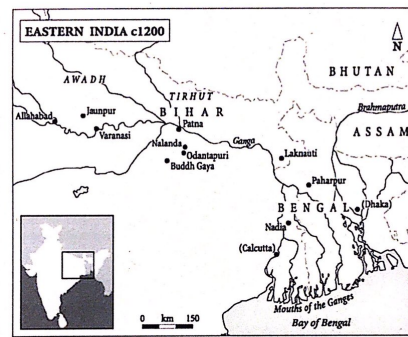 EASTERN INDIA c1200
N
BHUTAN
TIRHUT
AWADH
BIHAR
Brahmaputra
ASSAM
Allahabad
Jaunpur
Patna
Varanasi
Ganga
Nalanda
Odantapuri
Laknauti
Buddh Gaya
Paharpur
BENGAL
(Dhaka)
Nadia
(Calcutta)
Mouths of the Ganges
Bay of Bengal
0 km 150